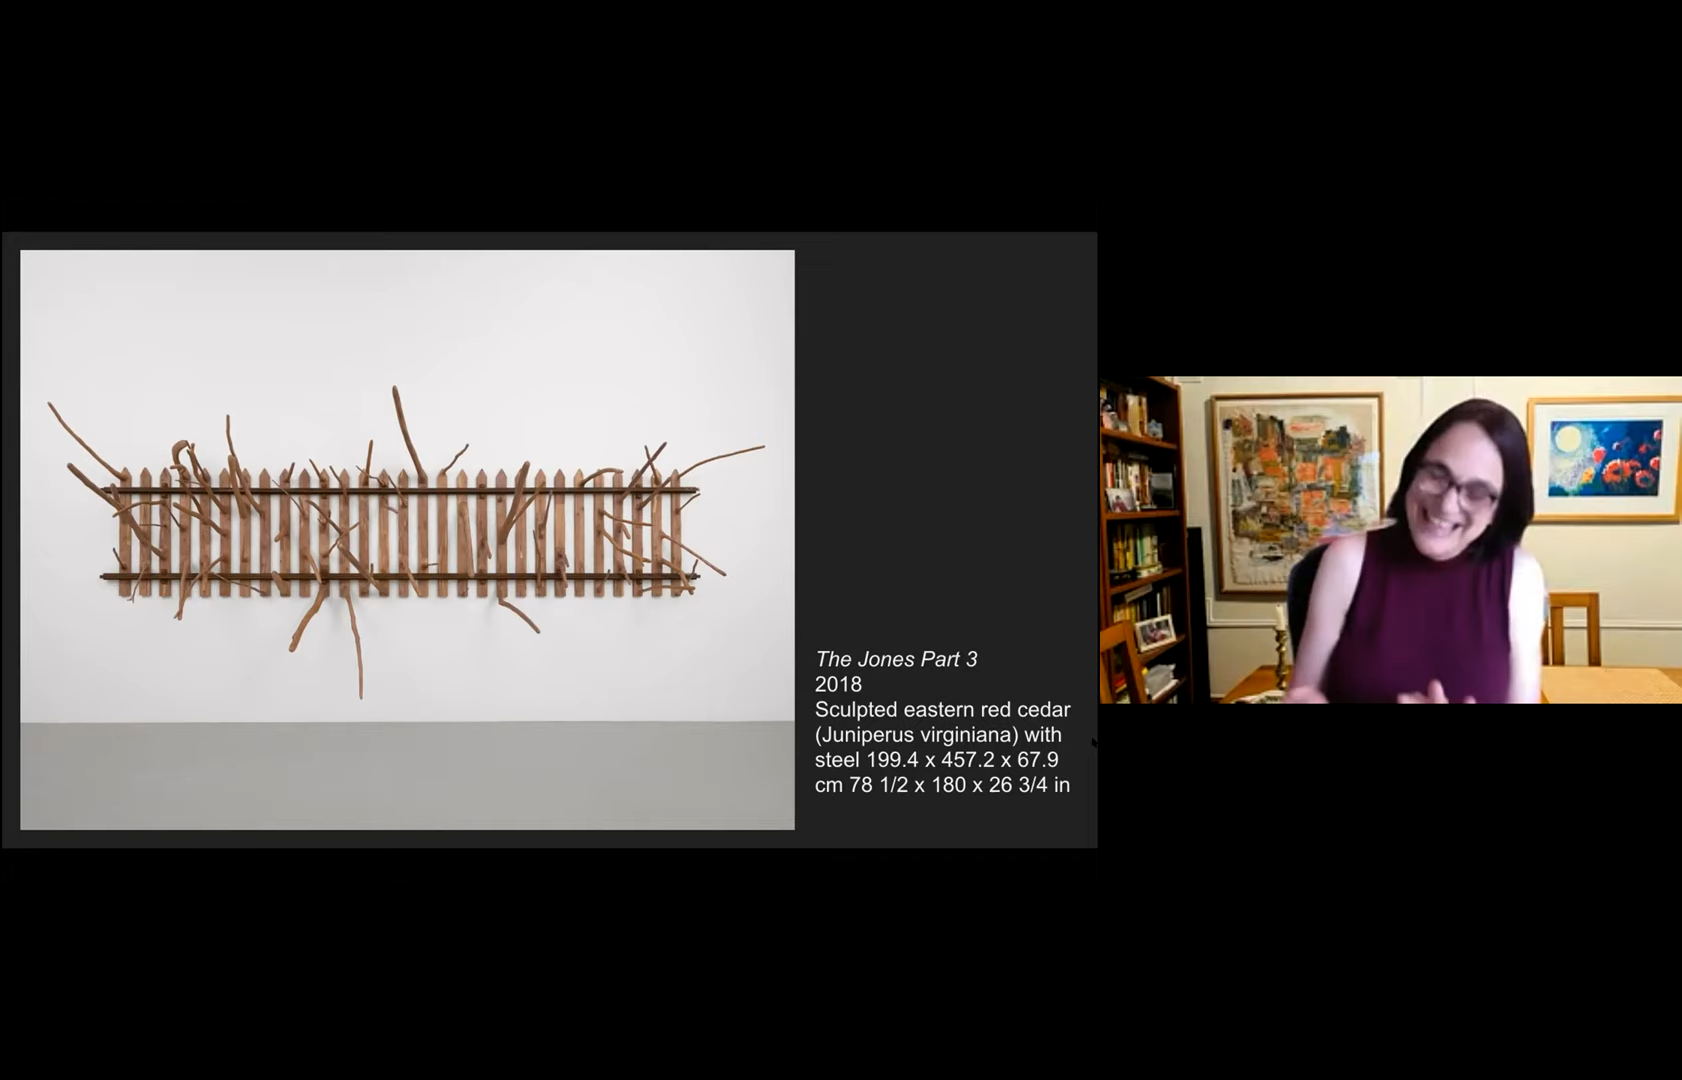 The Jones Part 3
2018
Sculpted eastern red cedar
(Juniperus virginiana) with
steel 199.4 x 457.2 x 67.9
cm 78 1/2 x 180 x 26 3/4 in